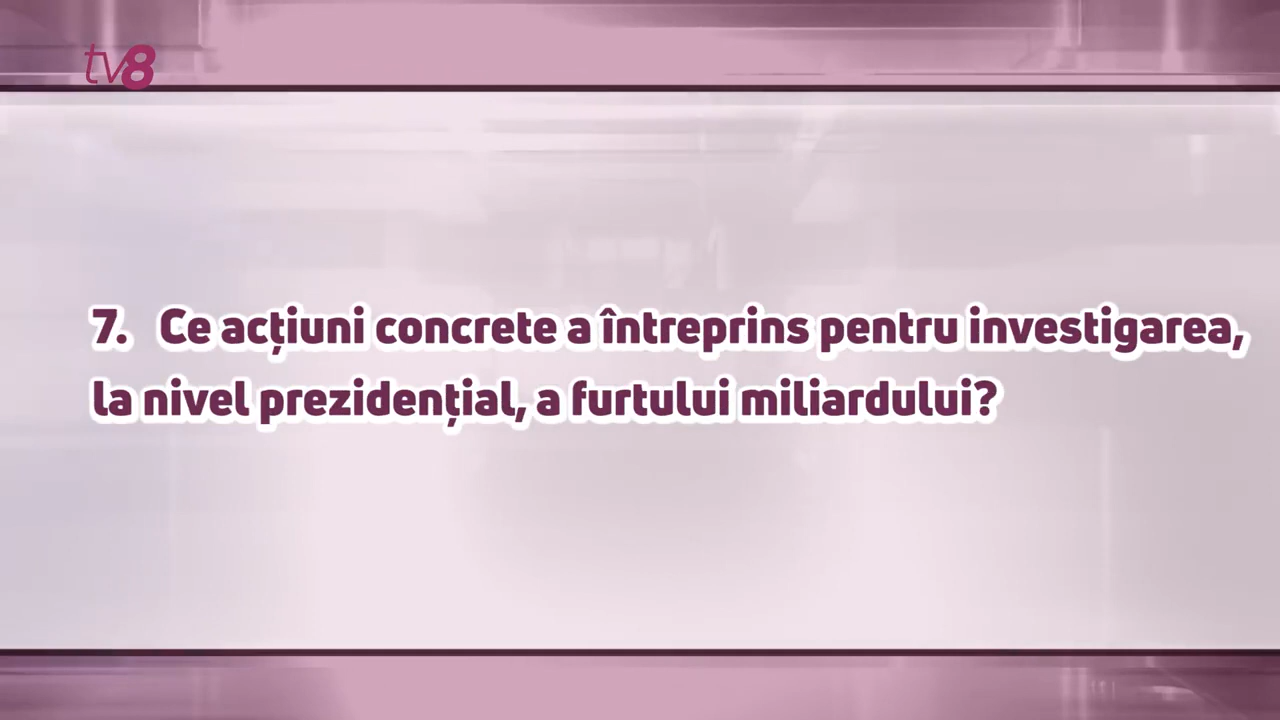 tv8
7. Ce acțiuni concrete a întreprins pentru investigarea,
la nivel prezidențial, a furtului miliardului?